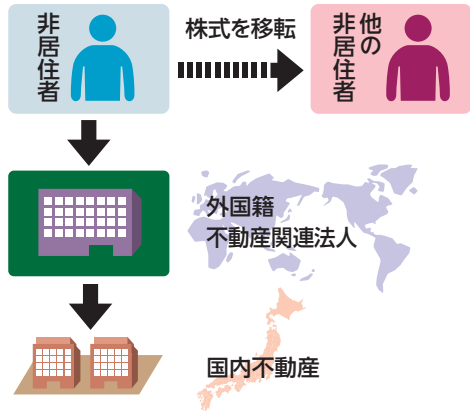 非居住者
株式を移転
他の
非居住者
外国籍
不動産関連法人
国内不動産